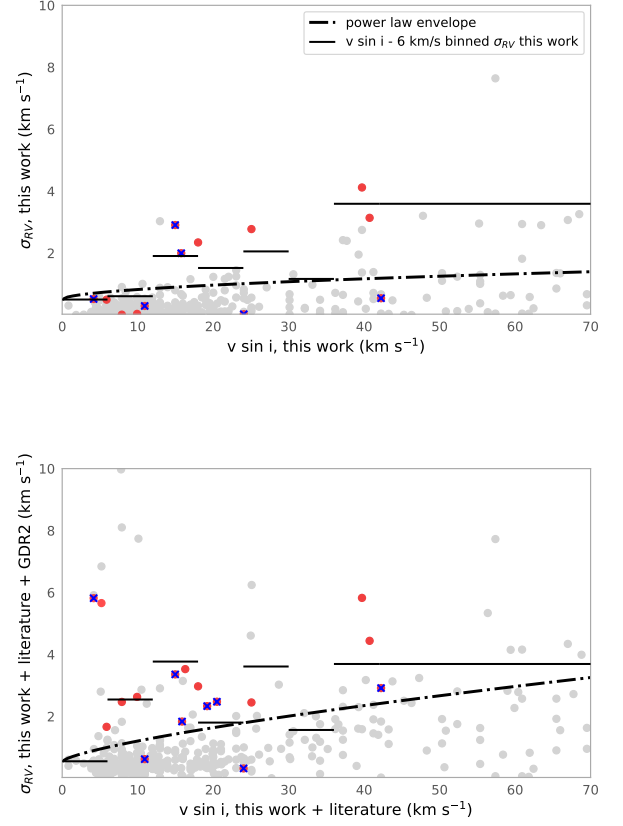 10
8
6
4
2
σRV, this work (km s⁻¹)
power law envelope
v sin i - 6 km/s binned σRV this work
0 10 20 30 40 50 60 70
v sin i, this work (km s⁻¹)
10
8
6
4
2
σRV, this work + literature + GDR2 (km s⁻¹)
0 10 20 30 40 50 60 70
v sin i, this work + literature (km s⁻¹)